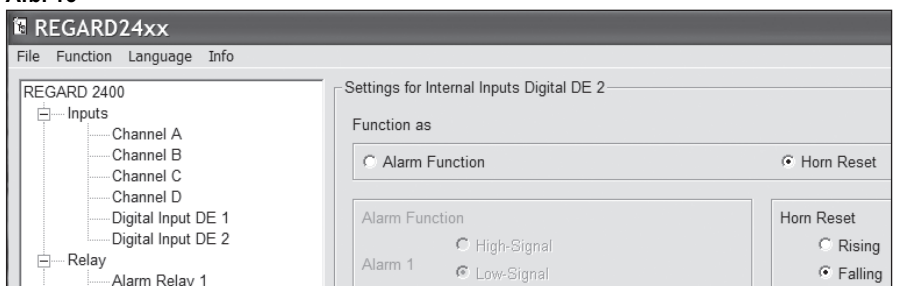 REGARD24xx
File Function Language Info
REGARD 2400
Inputs
Channel A
Channel B
Channel C
Channel D
Digital Input DE 1
Digital Input DE 2
Relay
Alarm Relay 1
Settings for Internal Inputs Digital DE 2
Function as
Alarm Function
Horn Reset
Alarm Function
High-Signal
Alarm 1
Low-Signal
Horn Reset
Rising
Falling